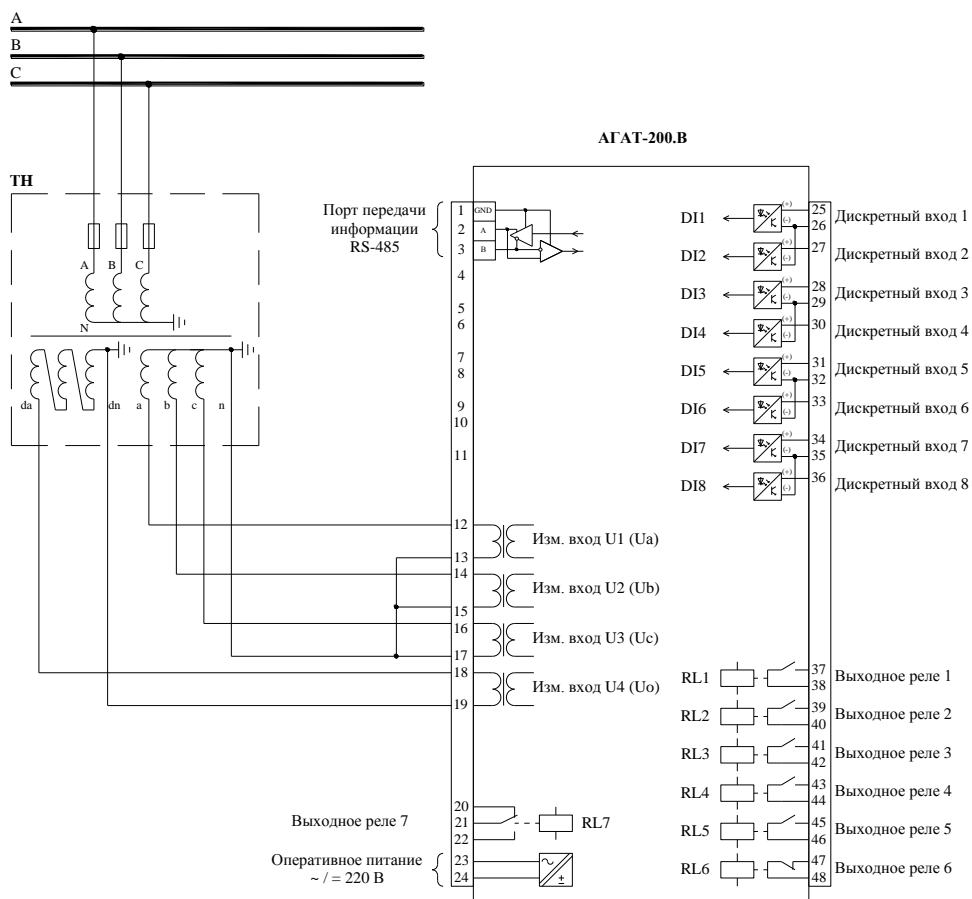 A
B
C
АГАТ-200.В
ТН
A B C
N
da dn a b c n
Порт передачи
информации
RS-485
1 GND
2 A
3 B
4
5
6
7
8
9
10
11
12
13
14
15
16
17
18
19
20
21
22
23
24
Изм. вход U1 (Ua)
Изм. вход U2 (Ub)
Изм. вход U3 (Uc)
Изм. вход U4 (Uo)
Выходное реле 7
RL7
Оперативное питание
~ / = 220 В
DI1 (+) 25 Дискретный вход 1
(-) 26
DI2 (+) 27 Дискретный вход 2
(-)
DI3 (+) 28 Дискретный вход 3
(-) 29
DI4 (+) 30 Дискретный вход 4
(-)
DI5 (+) 31 Дискретный вход 5
(-) 32
DI6 (+) 33 Дискретный вход 6
(-)
DI7 (+) 34 Дискретный вход 7
(-) 35
DI8 (+) 36 Дискретный вход 8
(-)
RL1 37 Выходное реле 1
38
RL2 39 Выходное реле 2
40
RL3 41 Выходное реле 3
42
RL4 43 Выходное реле 4
44
RL5 45 Выходное реле 5
46
RL6 47 Выходное реле 6
48